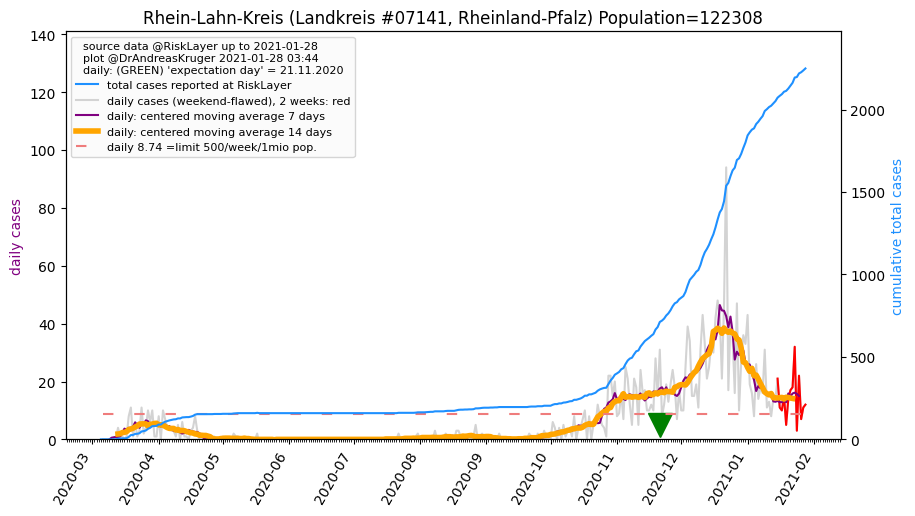 Rhein-Lahn-Kreis (Landkreis #07141, Rheinland-Pfalz) Population=122308
source data @RiskLayer up to 2021-01-28
plot @DrAndreasKruger 2021-01-28 03:44
daily: (GREEN) 'expectation day' = 21.11.2020
total cases reported at RiskLayer
daily cases (weekend-flawed), 2 weeks: red
daily: centered moving average 7 days
daily: centered moving average 14 days
daily 8.74 =limit 500/week/1mio pop.
daily cases
140
120
100
80
60
40
20
0
cumulative total cases
2000
1500
1000
500
0
2020-03
2020-04
2020-05
2020-06
2020-07
2020-08
2020-09
2020-10
2020-11
2020-12
2021-01
2021-02